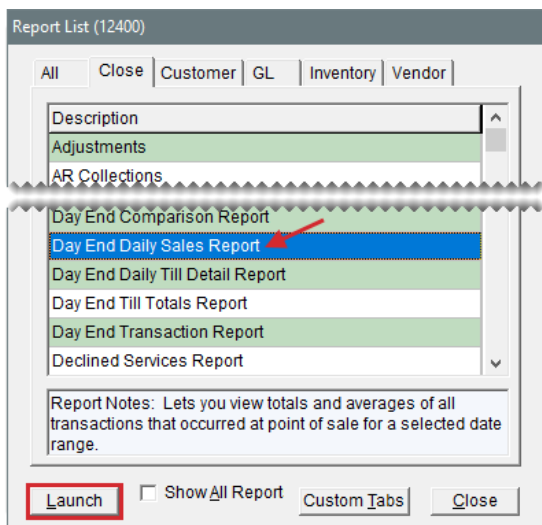 Report List (12400)
All Close Customer GL Inventory Vendor
Description
Adjustments
AR Collections
Day End Comparison Report
Day End Daily Sales Report
Day End Daily Till Detail Report
Day End Till Totals Report
Day End Transaction Report
Declined Services Report
Report Notes: Lets you view totals and averages of all
transactions that occurred at point of sale for a selected date
range.
Launch Show All Report Custom Tabs Close